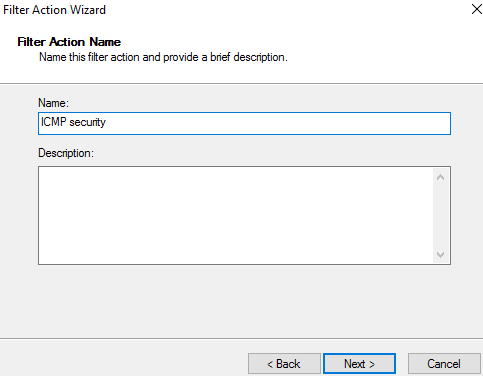 Filter Action Wizard
Filter Action Name
Name this filter action and provide a brief description.
Name:
ICMP security
Description:
< Back
Next >
Cancel